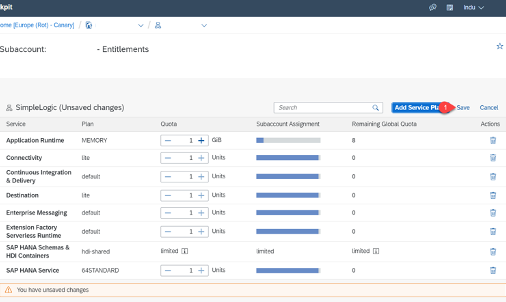 kpit
Indu
ome [Europe (Rot) - Canary] /
Subaccount: - Entitlements
SimpleLogic (Unsaved changes)
Search
Add Service Pla
1
Save
Cancel
Service Plan Quota Subaccount Assignment Remaining Global Quota Actions
Application Runtime MEMORY 1 GiB 8
Connectivity lite 1 Units 0
Continuous Integration
& Delivery
default 1 Units 0
Destination lite 1 Units 0
Enterprise Messaging default 1 Units 0
Extension Factory
Serverless Runtime
default 1 Units 0
SAP HANA Schemas &
HDI Containers
hdi-shared limited limited limited
SAP HANA Service 64STANDARD 1 Units 0
You have unsaved changes